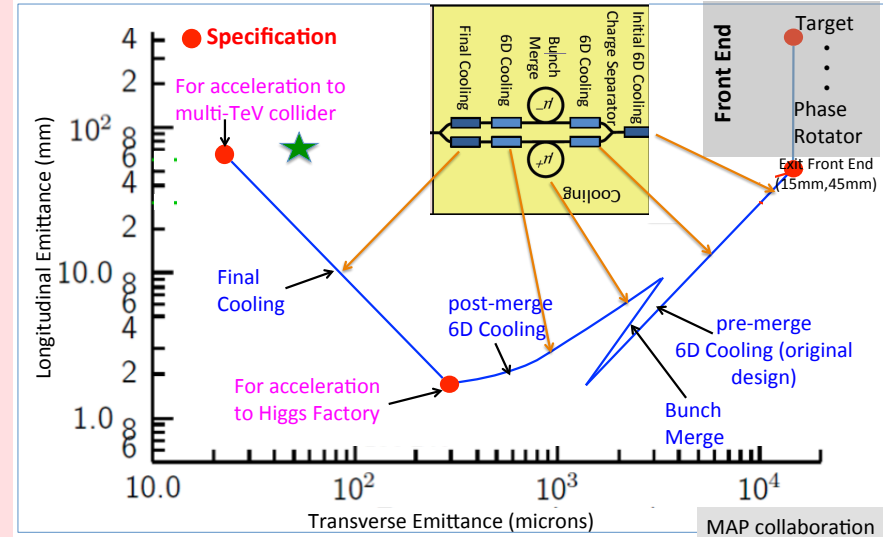 Specification
For acceleration to
multi-TeV collider
Final Cooling
6D Cooling
Bunch
Merge
6D Cooling
Charge Separator
Initial 6D Cooling
μ−
μ+
Cooling
Front End
Target
Phase
Rotator
Exit Front End
(15mm,45mm)
Longitudinal Emittance (mm)
4
2
10²
8
6
4
2
10.0
8
6
4
2
1.0
8
6
Final
Cooling
post-merge
6D Cooling
pre-merge
6D Cooling (original
design)
For acceleration
to Higgs Factory
Bunch
Merge
10.0
10²
10³
10⁴
Transverse Emittance (microns)
MAP collaboration